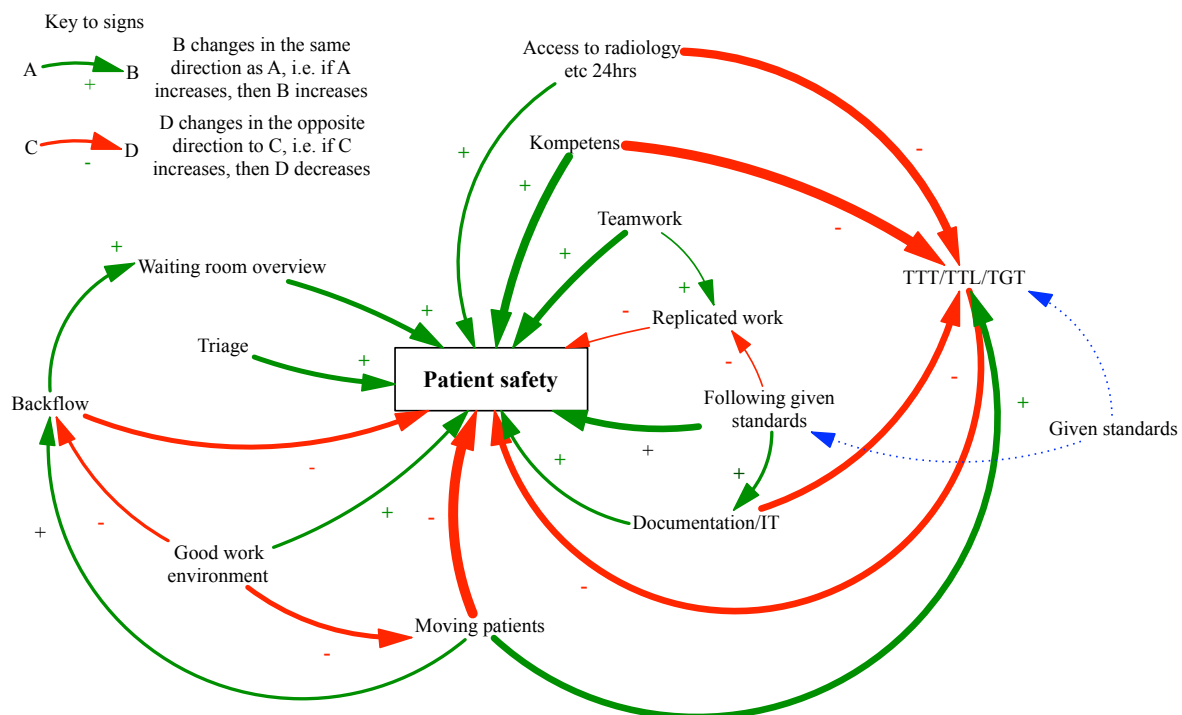 Key to signs
A
B
+
B changes in the same
direction as A, i.e. if A
increases, then B increases
C
D
-
D changes in the opposite
direction to C, i.e. if C
increases, then D decreases
Access to radiology
etc 24hrs
-
+
Kompetens
+
-
Teamwork
+
+
+
Waiting room overview
+
TTT/TTL/TGT
Replicated work
-
Triage
+
Patient safety
-
-
Backflow
Following given
standards
+
Given standards
-
+
+
+
-
+
-
+
Documentation/IT
Good work
environment
-
Moving patients
-